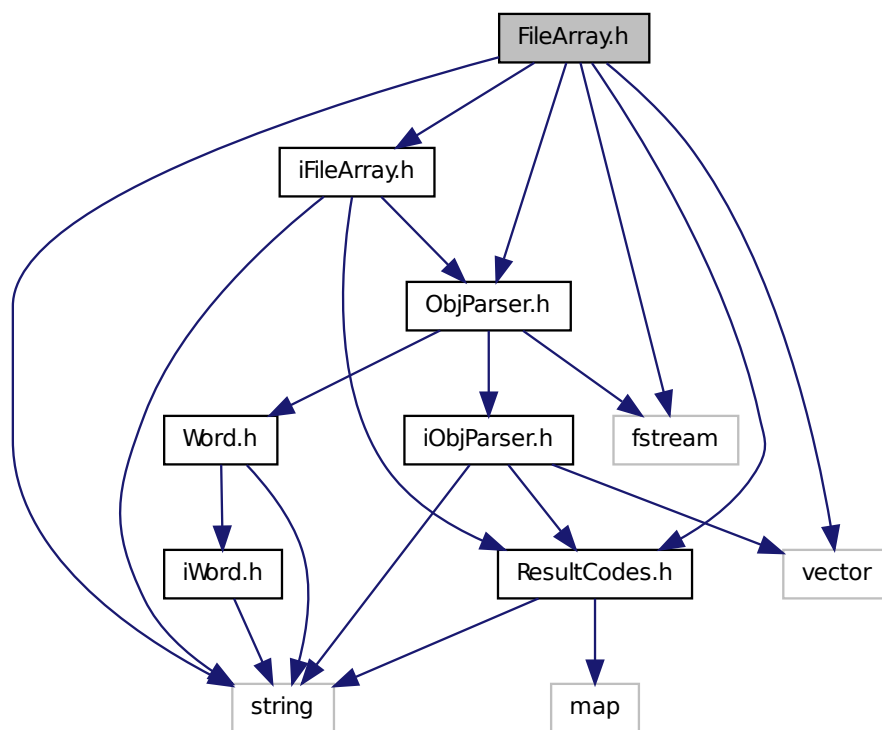 FileArray.h
iFileArray.h
ObjParser.h
Word.h
iObjParser.h
fstream
iWord.h
ResultCodes.h
vector
string
map